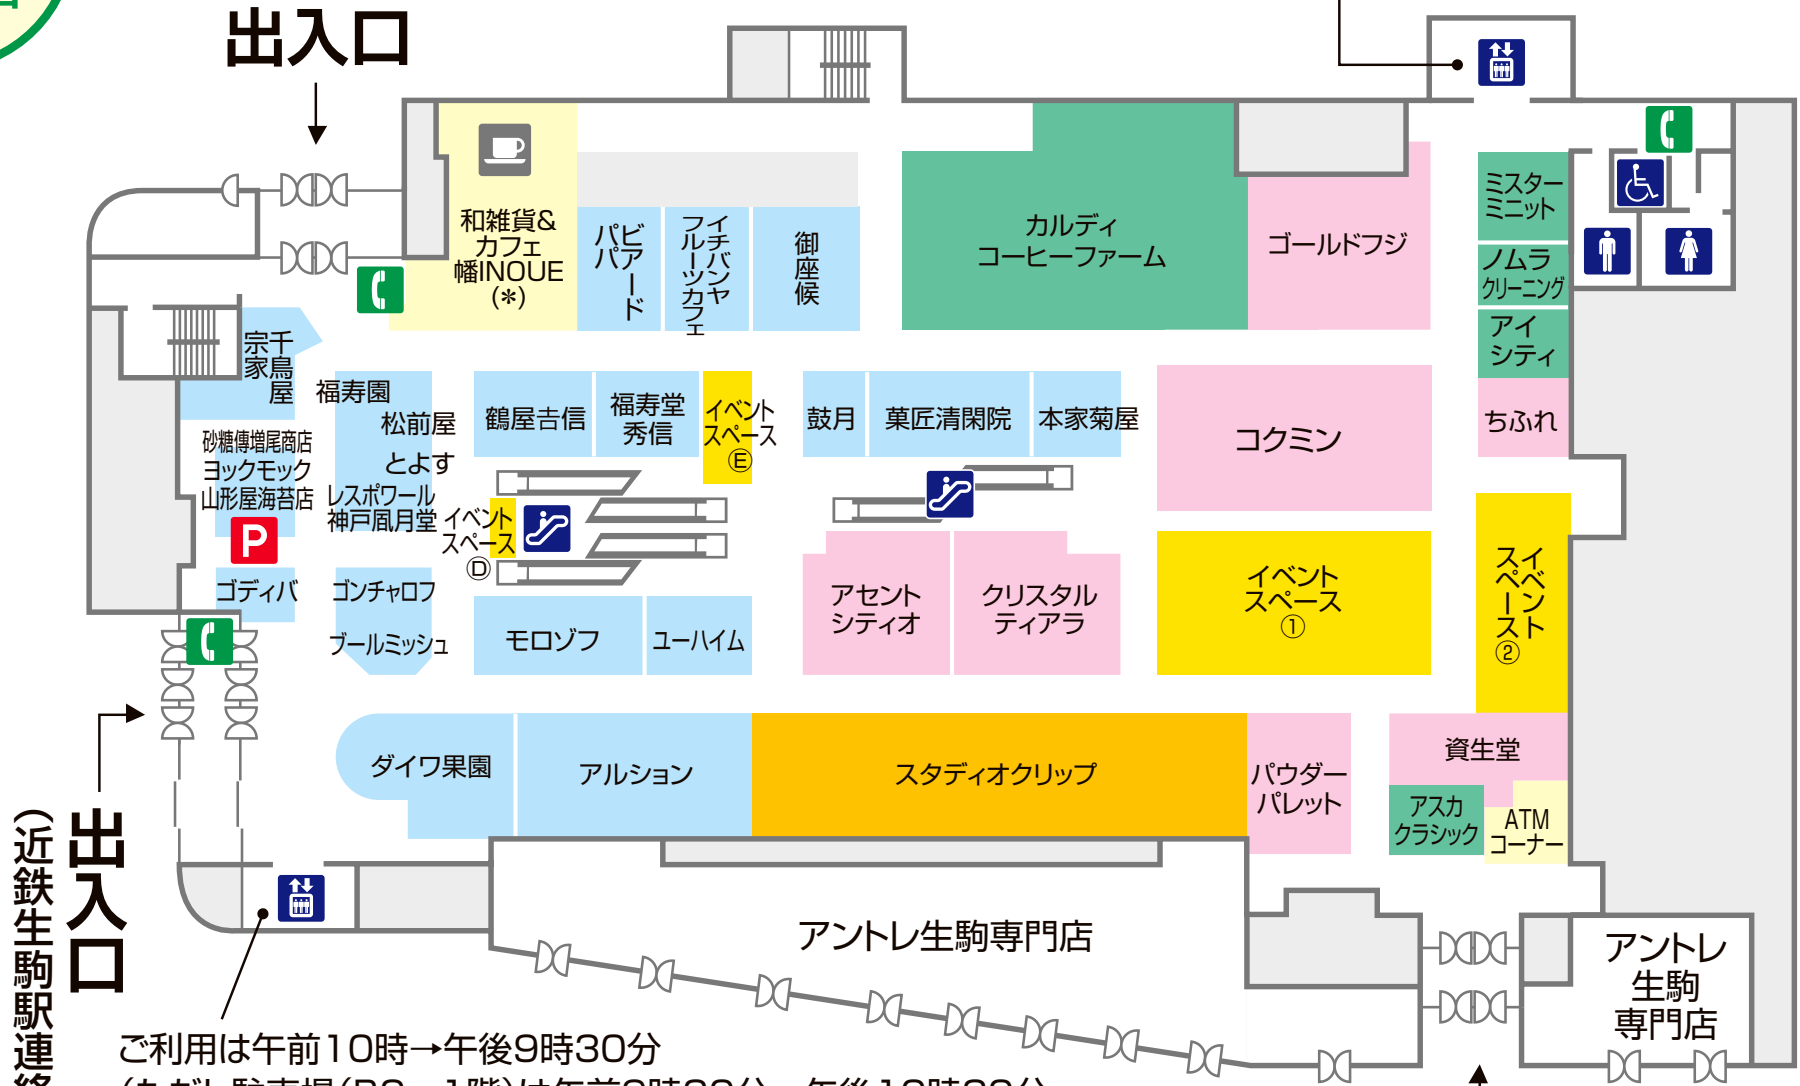 出入口
和雑貨&
カフェ
幡INOUE
(*)
ビアード
パパ
イチバンヤ
フルーツカフェ
御座候
カルディ
コーヒーファーム
ゴールドフジ
ミスター
ミニット
ノムラ
クリーニング
アイ
シティ
ちふれ
千鳥屋
宗家
福寿園
松前屋
とよす
レスポワール
神戸凮月堂
砂糖傳増尾商店
ヨックモック
山形屋海苔店
P
ゴディバ
ゴンチャロフ
ブールミッシュ
鶴屋𠮷信
福寿堂
秀信
イベント
スペース
Ⓔ
イベント
スペース
Ⓓ
鼓月
菓匠清閑院
本家菊屋
コクミン
モロゾフ
ユーハイム
アセント
シティオ
クリスタル
ティアラ
イベント
スペース
①
イベント
スペース②
ダイワ果園
アルション
スタディオクリップ
パウダー
パレット
資生堂
アスカ
クラシック
ATM
コーナー
出入口
(近鉄生駒駅連絡
アントレ生駒専門店
アントレ
生駒
専門店
ご利用は午前10時→午後9時30分